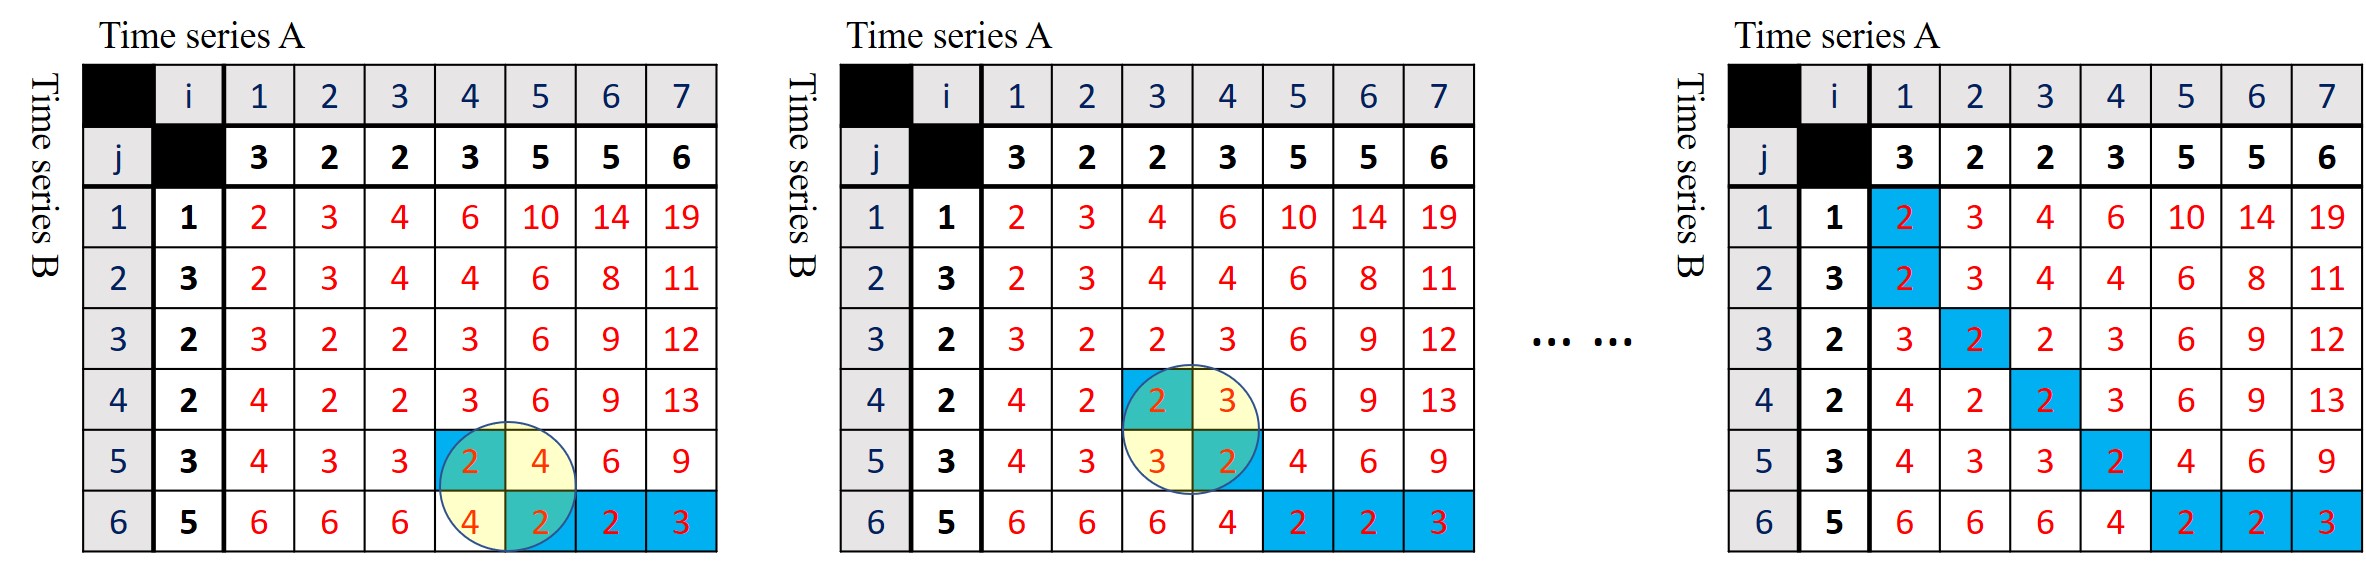 Time series A
Time series B
i 1 2 3 4 5 6 7
j 3 2 2 3 5 5 6
1 1 2 3 4 6 10 14 19
2 3 2 3 4 4 6 8 11
3 2 3 2 2 3 6 9 12
4 2 4 2 2 3 6 9 13
5 3 4 3 3 2 4 6 9
6 5 6 6 6 4 2 2 3
Time series A
Time series B
i 1 2 3 4 5 6 7
j 3 2 2 3 5 5 6
1 1 2 3 4 6 10 14 19
2 3 2 3 4 4 6 8 11
3 2 3 2 2 3 6 9 12
4 2 4 2 2 3 6 9 13
5 3 4 3 3 2 4 6 9
6 5 6 6 6 4 2 2 3
... ...
Time series A
Time series B
i 1 2 3 4 5 6 7
j 3 2 2 3 5 5 6
1 1 2 3 4 6 10 14 19
2 3 2 3 4 4 6 8 11
3 2 3 2 2 3 6 9 12
4 2 4 2 2 3 6 9 13
5 3 4 3 3 2 4 6 9
6 5 6 6 6 4 2 2 3